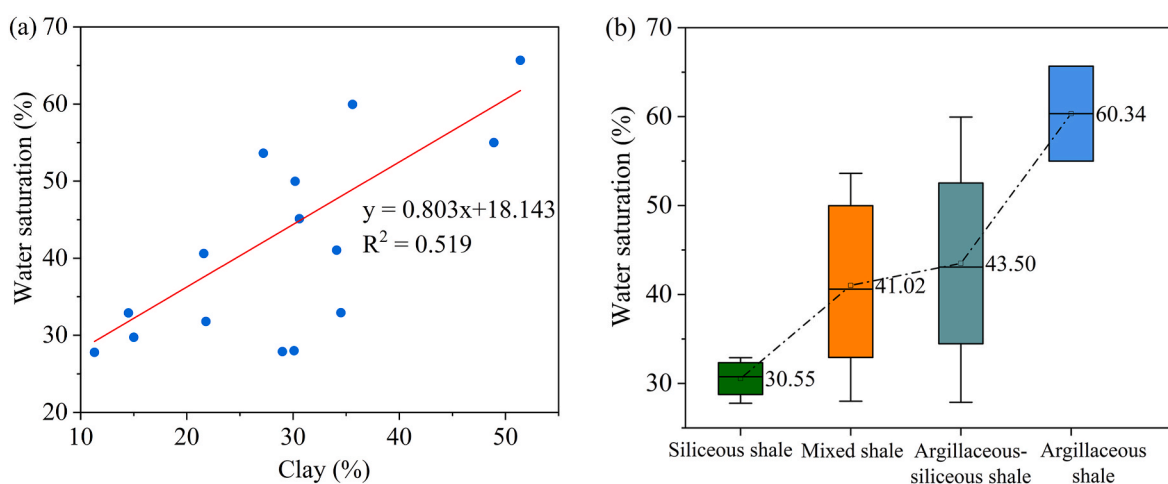 (a)
Water saturation (%)
70
60
50
40
30
20
10
20
30
40
50
Clay (%)
y = 0.803x+18.143
R² = 0.519
(b)
Water saturation (%)
70
60
50
40
30
30.55
41.02
43.50
60.34
Siliceous shale
Mixed shale
Argillaceous-
siliceous shale
Argillaceous
shale